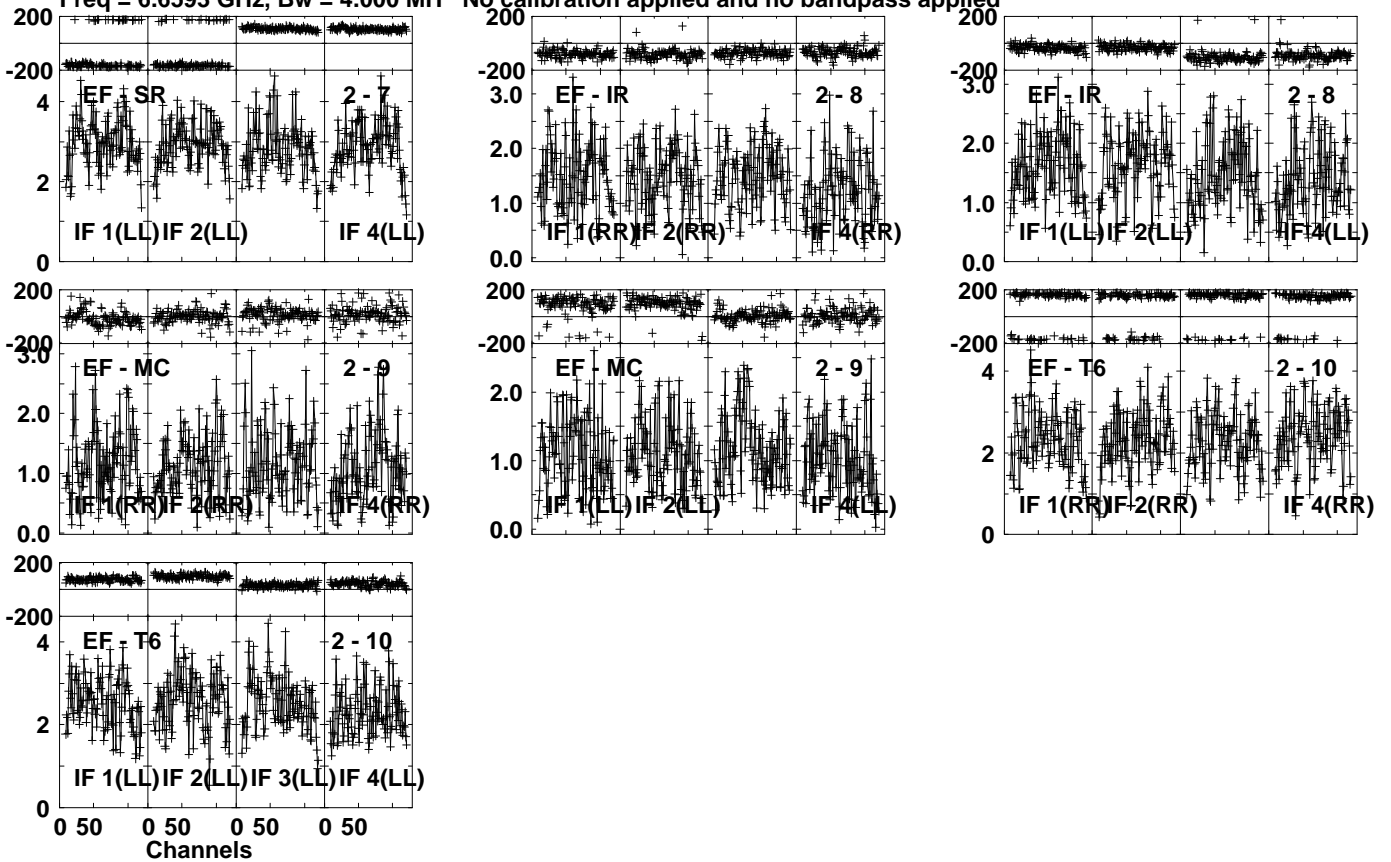 Freq = 6.6593 GHz, Bw = 4.000 MH No calibration applied and no bandpass applied
200
-200
EF - SR 2 - 7
4
2
0
IF 1(LL) IF 2(LL) IF 4(LL)
200
-200
EF - IR 2 - 8
3.0
2.0
1.0
0.0
IF 1(RR) IF 2(RR) IF 4(RR)
200
-200
EF - IR 2 - 8
3.0
2.0
1.0
0.0
IF 1(LL) IF 2(LL) IF 4(LL)
200
-200
EF - MC 2 - 9
3.0
2.0
1.0
0.0
IF 1(RR) IF 2(RR) IF 4(RR)
200
-200
EF - MC 2 - 9
2.0
1.0
0.0
IF 1(LL) IF 2(LL) IF 4(LL)
200
-200
EF - T6 2 - 10
4
2
0
IF 1(RR) IF 2(RR) IF 4(RR)
200
-200
EF - T6 2 - 10
4
2
0
IF 1(LL) IF 2(LL) IF 3(LL) IF 4(LL)
0 50 0 50 0 50 0 50
Channels